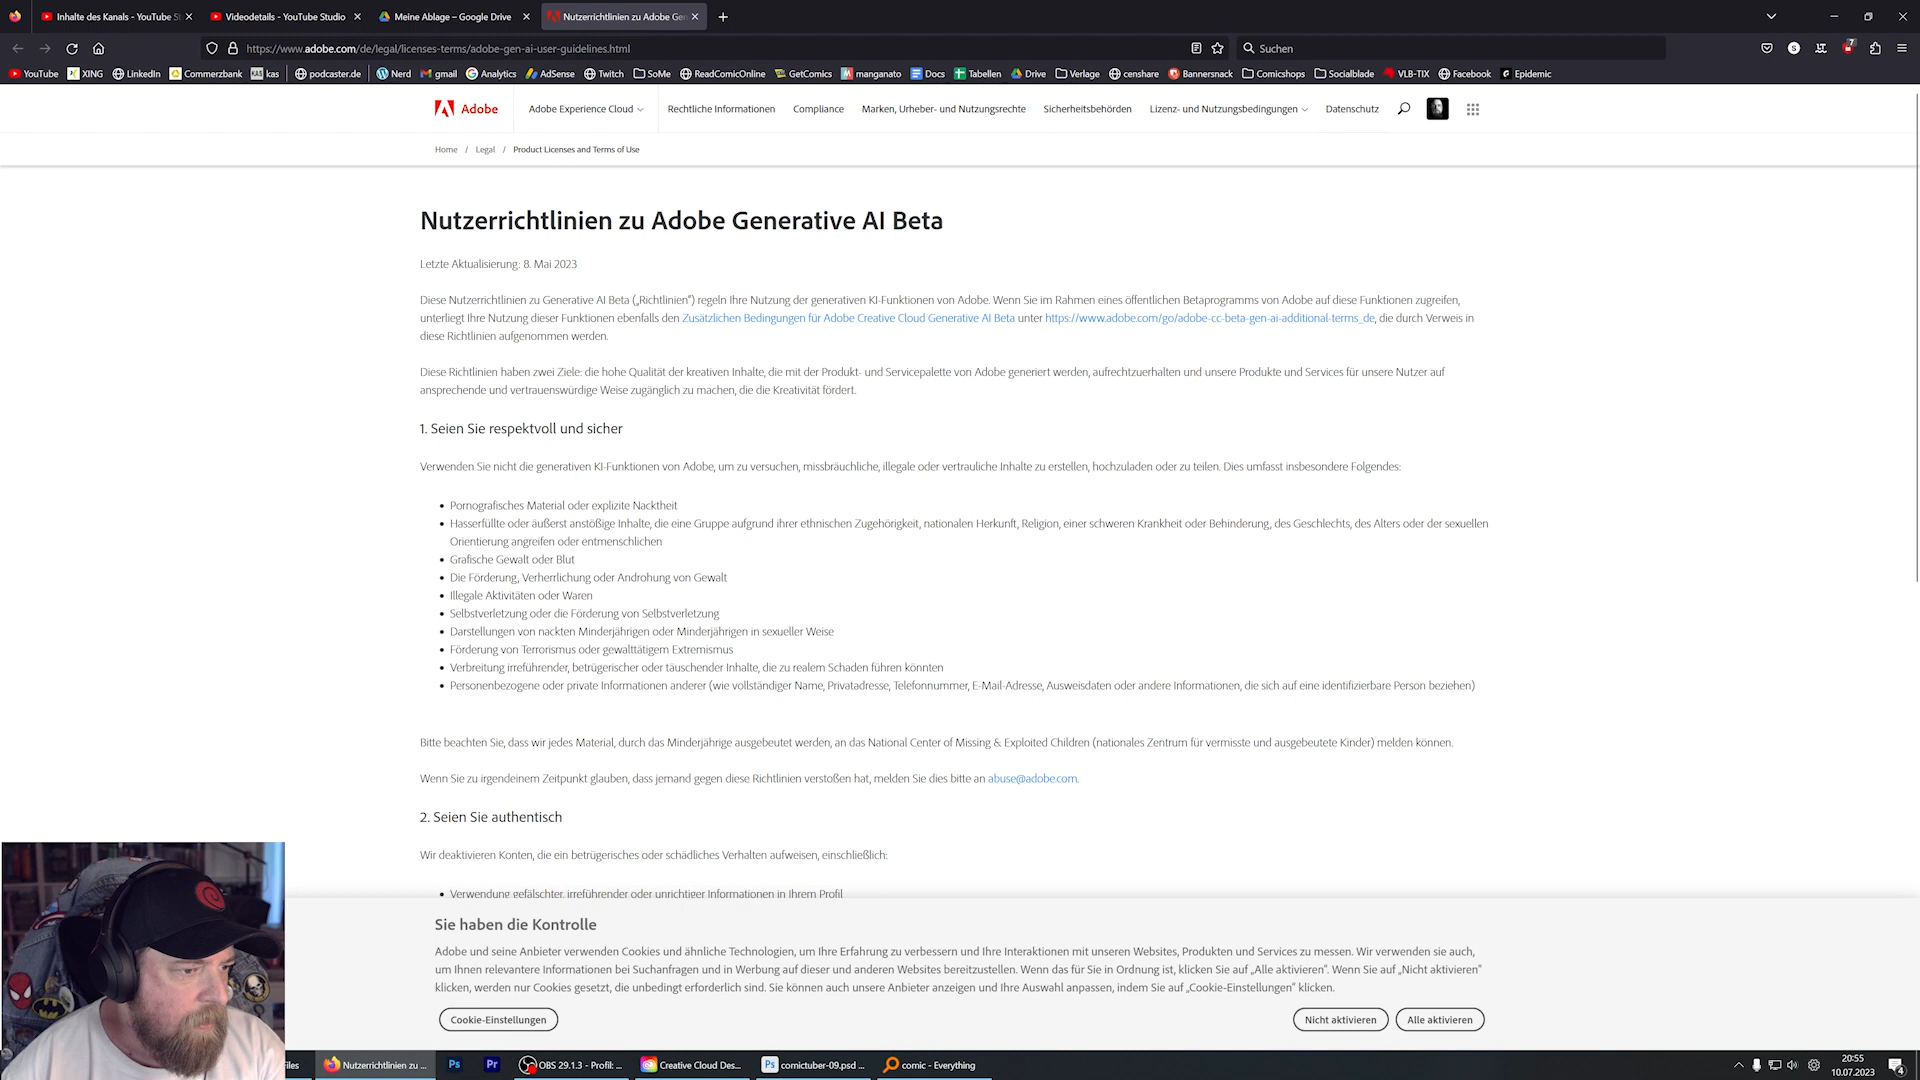 Inhalte des Kanals - YouTube St
Videodetails - YouTube Studio
Meine Ablage – Google Drive
Nutzerrichtlinien zu Adobe Gen
https://www.adobe.com/de/legal/licenses-terms/adobe-gen-ai-user-guidelines.html
Suchen
7
YouTube XING LinkedIn Commerzbank kas podcaster.de Nerd gmail Analytics AdSense Twitch SoMe ReadComicOnline GetComics manganato Docs Tabellen Drive Verlage censhare Bannersnack Comicshops Socialblade VLB-TIX Facebook Epidemic
Adobe
Adobe Experience Cloud
Rechtliche Informationen
Compliance
Marken, Urheber- und Nutzungsrechte
Sicherheitsbehörden
Lizenz- und Nutzungsbedingungen
Datenschutz
Home / Legal / Product Licenses and Terms of Use
Nutzerrichtlinien zu Adobe Generative AI Beta
Letzte Aktualisierung: 8. Mai 2023
Diese Nutzerrichtlinien zu Generative AI Beta („Richtlinien") regeln Ihre Nutzung der generativen KI-Funktionen von Adobe. Wenn Sie im Rahmen eines öffentlichen Betaprogramms von Adobe auf diese Funktionen zugreifen,
unterliegt Ihre Nutzung dieser Funktionen ebenfalls den Zusätzlichen Bedingungen für Adobe Creative Cloud Generative AI Beta unter https://www.adobe.com/go/adobe-cc-beta-gen-ai-additional-terms_de, die durch Verweis in
diese Richtlinien aufgenommen werden.
Diese Richtlinien haben zwei Ziele: die hohe Qualität der kreativen Inhalte, die mit der Produkt- und Servicepalette von Adobe generiert werden, aufrechtzuerhalten und unsere Produkte und Services für unsere Nutzer auf
ansprechende und vertrauenswürdige Weise zugänglich zu machen, die die Kreativität fördert.
1. Seien Sie respektvoll und sicher
Verwenden Sie nicht die generativen KI-Funktionen von Adobe, um zu versuchen, missbräuchliche, illegale oder vertrauliche Inhalte zu erstellen, hochzuladen oder zu teilen. Dies umfasst insbesondere Folgendes:
• Pornografisches Material oder explizite Nacktheit
• Hasserfüllte oder äußerst anstößige Inhalte, die eine Gruppe aufgrund ihrer ethnischen Zugehörigkeit, nationalen Herkunft, Religion, einer schweren Krankheit oder Behinderung, des Geschlechts, des Alters oder der sexuellen
Orientierung angreifen oder entmenschlichen
• Grafische Gewalt oder Blut
• Die Förderung, Verherrlichung oder Androhung von Gewalt
• Illegale Aktivitäten oder Waren
• Selbstverletzung oder die Förderung von Selbstverletzung
• Darstellungen von nackten Minderjährigen oder Minderjährigen in sexueller Weise
• Förderung von Terrorismus oder gewalttätigem Extremismus
• Verbreitung irreführender, betrügerischer oder täuschender Inhalte, die zu realem Schaden führen könnten
• Personenbezogene oder private Informationen anderer (wie vollständiger Name, Privatadresse, Telefonnummer, E-Mail-Adresse, Ausweisdaten oder andere Informationen, die sich auf eine identifizierbare Person beziehen)
Bitte beachten Sie, dass wir jedes Material, durch das Minderjährige ausgebeutet werden, an das National Center of Missing & Exploited Children (nationales Zentrum für vermisste und ausgebeutete Kinder) melden können.
Wenn Sie zu irgendeinem Zeitpunkt glauben, dass jemand gegen diese Richtlinien verstoßen hat, melden Sie dies bitte an abuse@adobe.com.
2. Seien Sie authentisch
Wir deaktivieren Konten, die ein betrügerisches oder schädliches Verhalten aufweisen, einschließlich:
• Verwendung gefälschter, irreführender oder unrichtiger Informationen in Ihrem Profil
Sie haben die Kontrolle
Adobe und seine Anbieter verwenden Cookies und ähnliche Technologien, um Ihre Erfahrung zu verbessern und Ihre Interaktionen mit unseren Websites, Produkten und Services zu messen. Wir verwenden sie auch,
um Ihnen relevantere Informationen bei Suchanfragen und in Werbung auf dieser und anderen Websites bereitzustellen. Wenn das für Sie in Ordnung ist, klicken Sie auf „Alle aktivieren". Wenn Sie auf „Nicht aktivieren"
klicken, werden nur Cookies gesetzt, die unbedingt erforderlich sind. Sie können auch unsere Anbieter anzeigen und Ihre Auswahl anpassen, indem Sie auf „Cookie-Einstellungen" klicken.
Cookie-Einstellungen
Nicht aktivieren
Alle aktivieren
files
Nutzerrichtlinien zu ...
Ps
Pr
OBS 29.1.3 - Profil: ...
Creative Cloud Des...
Ps comictuber-09.psd ...
comic - Everything
20:55
10.07.2023
4